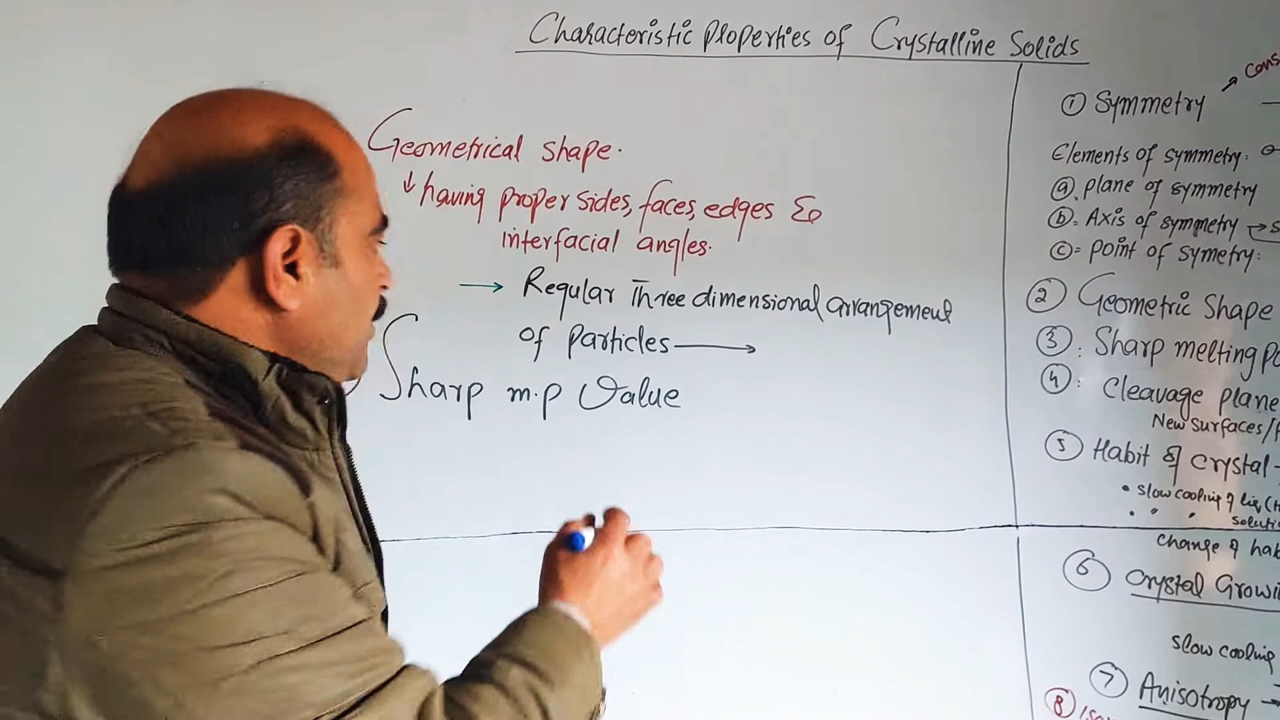 Characteristic Properties of Crystalline Solids
Geometrical shape.
↓ having proper sides, faces, edges &
interfacial angles.
→ Regular Three dimensional arrangement
of particles →
Sharp m.p Value
① Symmetry
Elements of symmetry:
ⓐ. plane of symmetry
ⓑ- Axis of symmetry →
ⓒ= point of symetry:
② Geometric Shape
③: Sharp melting
④: Cleavage plane
New surfaces/
⑤ Habit of crystal -
• slow cooling of liq
• " "
Change of
⑥ Crystal
slow cooling
⑦ Anisotropy →
⑧